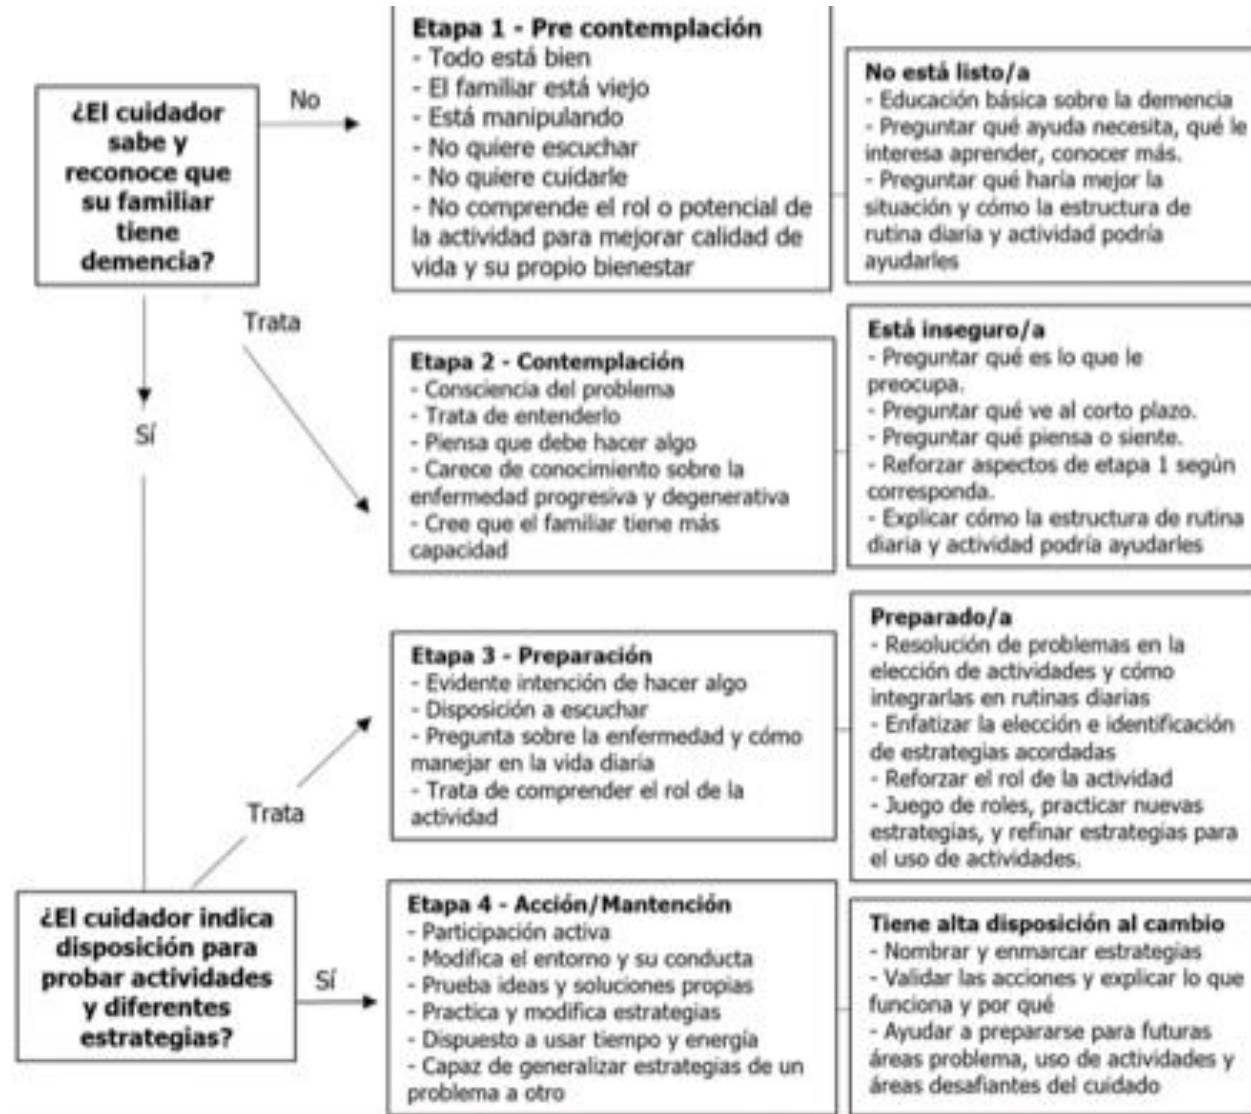 ¿El cuidador
sabe y
reconoce que
su familiar
tiene
demencia?
No
Etapa 1 - Pre contemplación
- Todo está bien
- El familiar está viejo
- Está manipulando
- No quiere escuchar
- No quiere cuidarle
- No comprende el rol o potencial de
la actividad para mejorar calidad de
vida y su propio bienestar
No está listo/a
- Educación básica sobre la demencia
- Preguntar qué ayuda necesita, qué le
interesa aprender, conocer más.
- Preguntar qué haría mejor la
situación y cómo la estructura de
rutina diaria y actividad podría
ayudarles
Trata
Etapa 2 - Contemplación
- Consciencia del problema
- Trata de entenderlo
- Piensa que debe hacer algo
- Carece de conocimiento sobre la
enfermedad progresiva y degenerativa
- Cree que el familiar tiene más
capacidad
Está inseguro/a
- Preguntar qué es lo que le
preocupa.
- Preguntar qué ve al corto plazo.
- Preguntar qué piensa o siente.
- Reforzar aspectos de etapa 1 según
corresponda.
- Explicar cómo la estructura de rutina
diaria y actividad podría ayudarles
Sí
¿El cuidador indica
disposición para
probar actividades
y diferentes
estrategias?
Trata
Etapa 3 - Preparación
- Evidente intención de hacer algo
- Disposición a escuchar
- Pregunta sobre la enfermedad y cómo
manejar en la vida diaria
- Trata de comprender el rol de la
actividad
Preparado/a
- Resolución de problemas en la
elección de actividades y cómo
integrarlas en rutinas diarias
- Enfatizar la elección e identificación
de estrategias acordadas
- Reforzar el rol de la actividad
- Juego de roles, practicar nuevas
estrategias, y refinar estrategias para
el uso de actividades.
Sí
Etapa 4 - Acción/Mantención
- Participación activa
- Modifica el entorno y su conducta
- Prueba ideas y soluciones propias
- Practica y modifica estrategias
- Dispuesto a usar tiempo y energía
- Capaz de generalizar estrategias de un
problema a otro
Tiene alta disposición al cambio
- Nombrar y enmarcar estrategias
- Validar las acciones y explicar lo que
funciona y por qué
- Ayudar a prepararse para futuras
áreas problema, uso de actividades y
áreas desafiantes del cuidado